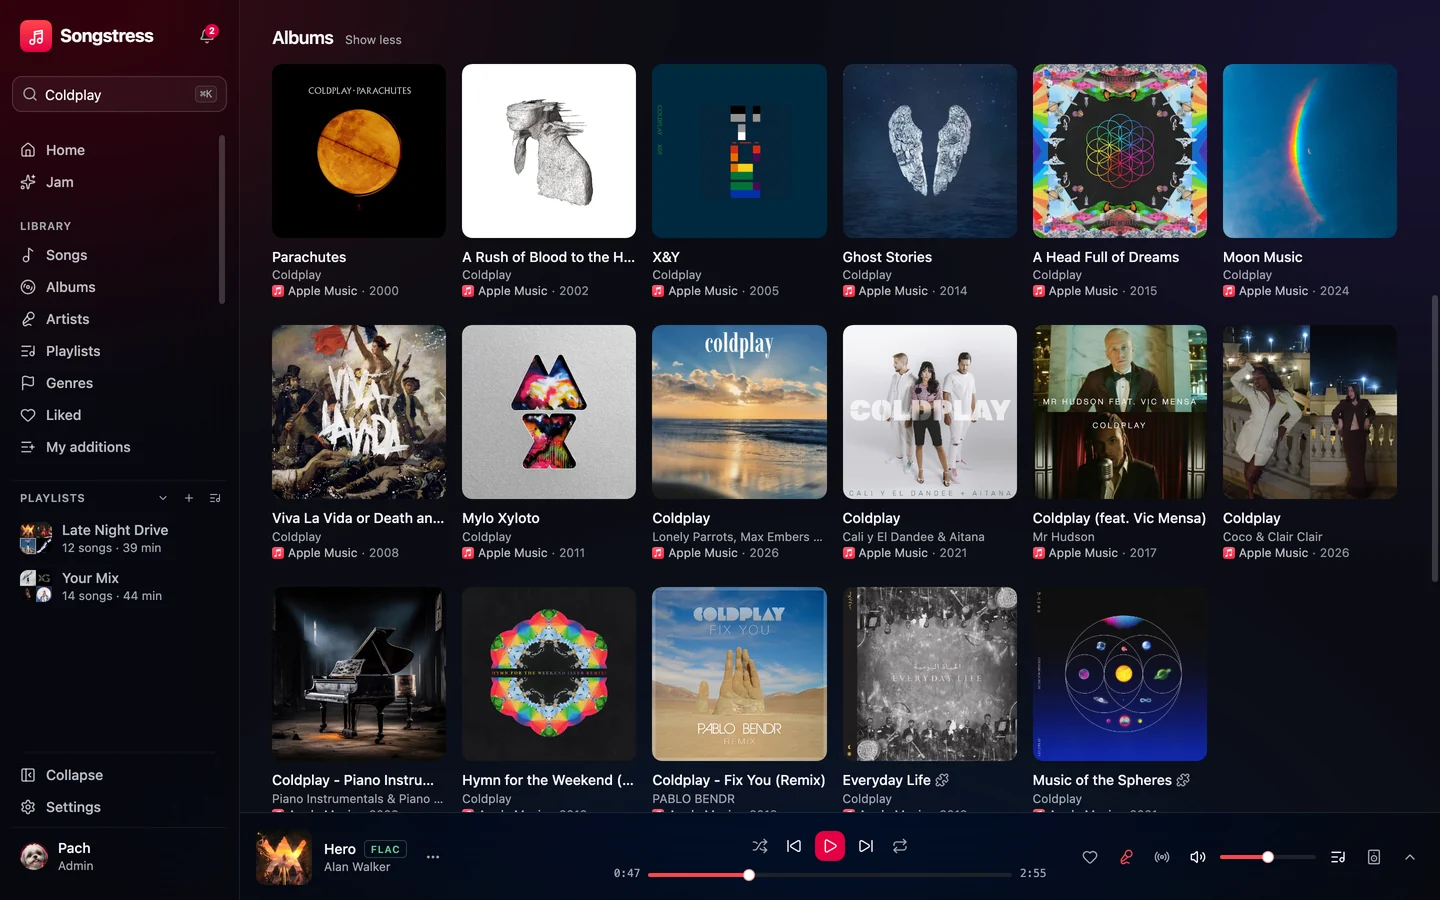 Songstress
2
Coldplay
⌘K
Home
Jam
LIBRARY
Songs
Albums
Artists
Playlists
Genres
Liked
My additions
PLAYLISTS
Late Night Drive
12 songs · 39 min
Your Mix
14 songs · 44 min
Collapse
Settings
Pach
Admin
Albums Show less
COLDPLAY·PARACHUTES
Parachutes
Coldplay
Apple Music · 2000
A Rush of Blood to the H...
Coldplay
Apple Music · 2002
X&Y
Coldplay
Apple Music · 2005
Ghost Stories
Coldplay
Apple Music · 2014
A Head Full of Dreams
Coldplay
Apple Music · 2015
Moon Music
Coldplay
Apple Music · 2024
VIVA
LA VIDA
Viva La Vida or Death an...
Coldplay
Apple Music · 2008
Mylo Xyloto
Coldplay
Apple Music · 2011
coldplay
Coldplay
Lonely Parrots, Max Embers ...
Apple Music · 2026
COLDPLAY
CALI Y EL DANDEE + AITANA
Coldplay
Cali y El Dandee & Aitana
Apple Music · 2021
MR HUDSON FEAT. VIC MENSA
COLDPLAY
Coldplay (feat. Vic Mensa)
Mr Hudson
Apple Music · 2017
Coldplay
Coco & Clair Clair
Apple Music · 2026
Coldplay - Piano Instru...
Piano Instrumentals & Piano ...
HYMN FOR THE WEEKEND (SEEB REMIX)
Hymn for the Weekend (...
Coldplay
COLDPLAY
FIX YOU
PABLO BENDR
REMIX
Coldplay - Fix You (Remix)
PABLO BENDR
EVERYDAY LIFE
Everyday Life
Coldplay
Music of the Spheres
Coldplay
Hero FLAC
Alan Walker
0:47
2:55